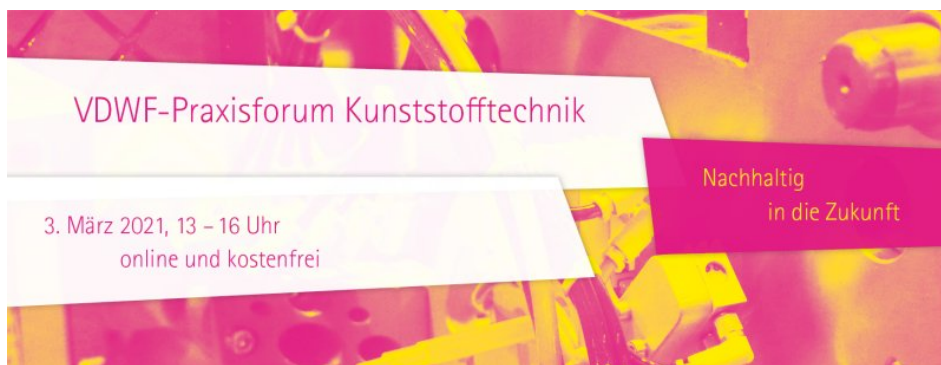 VDWF-Praxisforum Kunststofftechnik
Nachhaltig
in die Zukunft
3. März 2021, 13 – 16 Uhr
online und kostenfrei